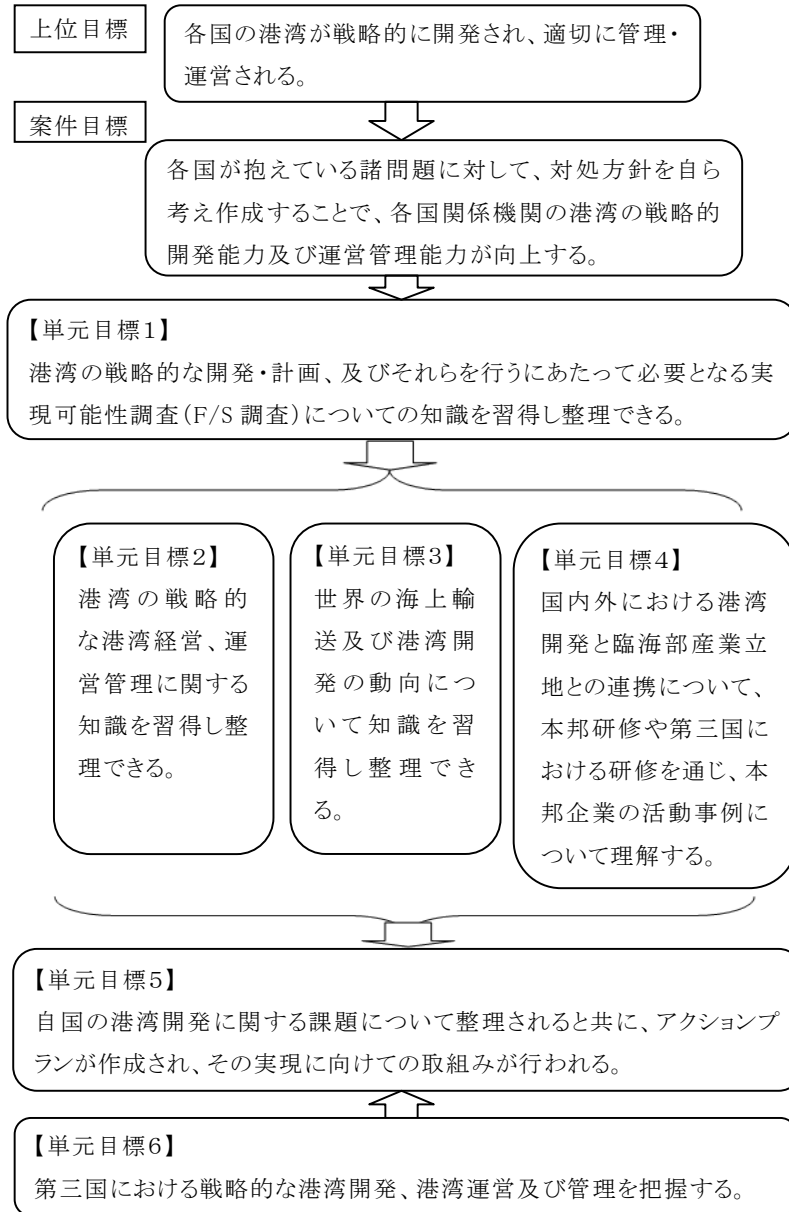 上位目標
各国の港湾が戦略的に開発され、適切に管理・
運営される。
案件目標
各国が抱えている諸問題に対して、対処方針を自ら
考え作成することで、各国関係機関の港湾の戦略的
開発能力及び運営管理能力が向上する。
【単元目標1】
港湾の戦略的な開発・計画、及びそれらを行うにあたって必要となる実
現可能性調査(F/S 調査)についての知識を習得し整理できる。
【単元目標2】
港湾の戦略的
な港湾経営、運
営管理に関する
知識を習得し整
理できる。
【単元目標3】
世界の海上輸
送及び港湾開
発の動向につ
いて知識を習
得し整理でき
る。
【単元目標4】
国内外における港湾
開発と臨海部産業立
地との連携について、
本邦研修や第三国に
おける研修を通じ、本
邦企業の活動事例に
ついて理解する。
【単元目標5】
自国の港湾開発に関する課題について整理されると共に、アクションプ
ランが作成され、その実現に向けての取組みが行われる。
【単元目標6】
第三国における戦略的な港湾開発、港湾運営及び管理を把握する。